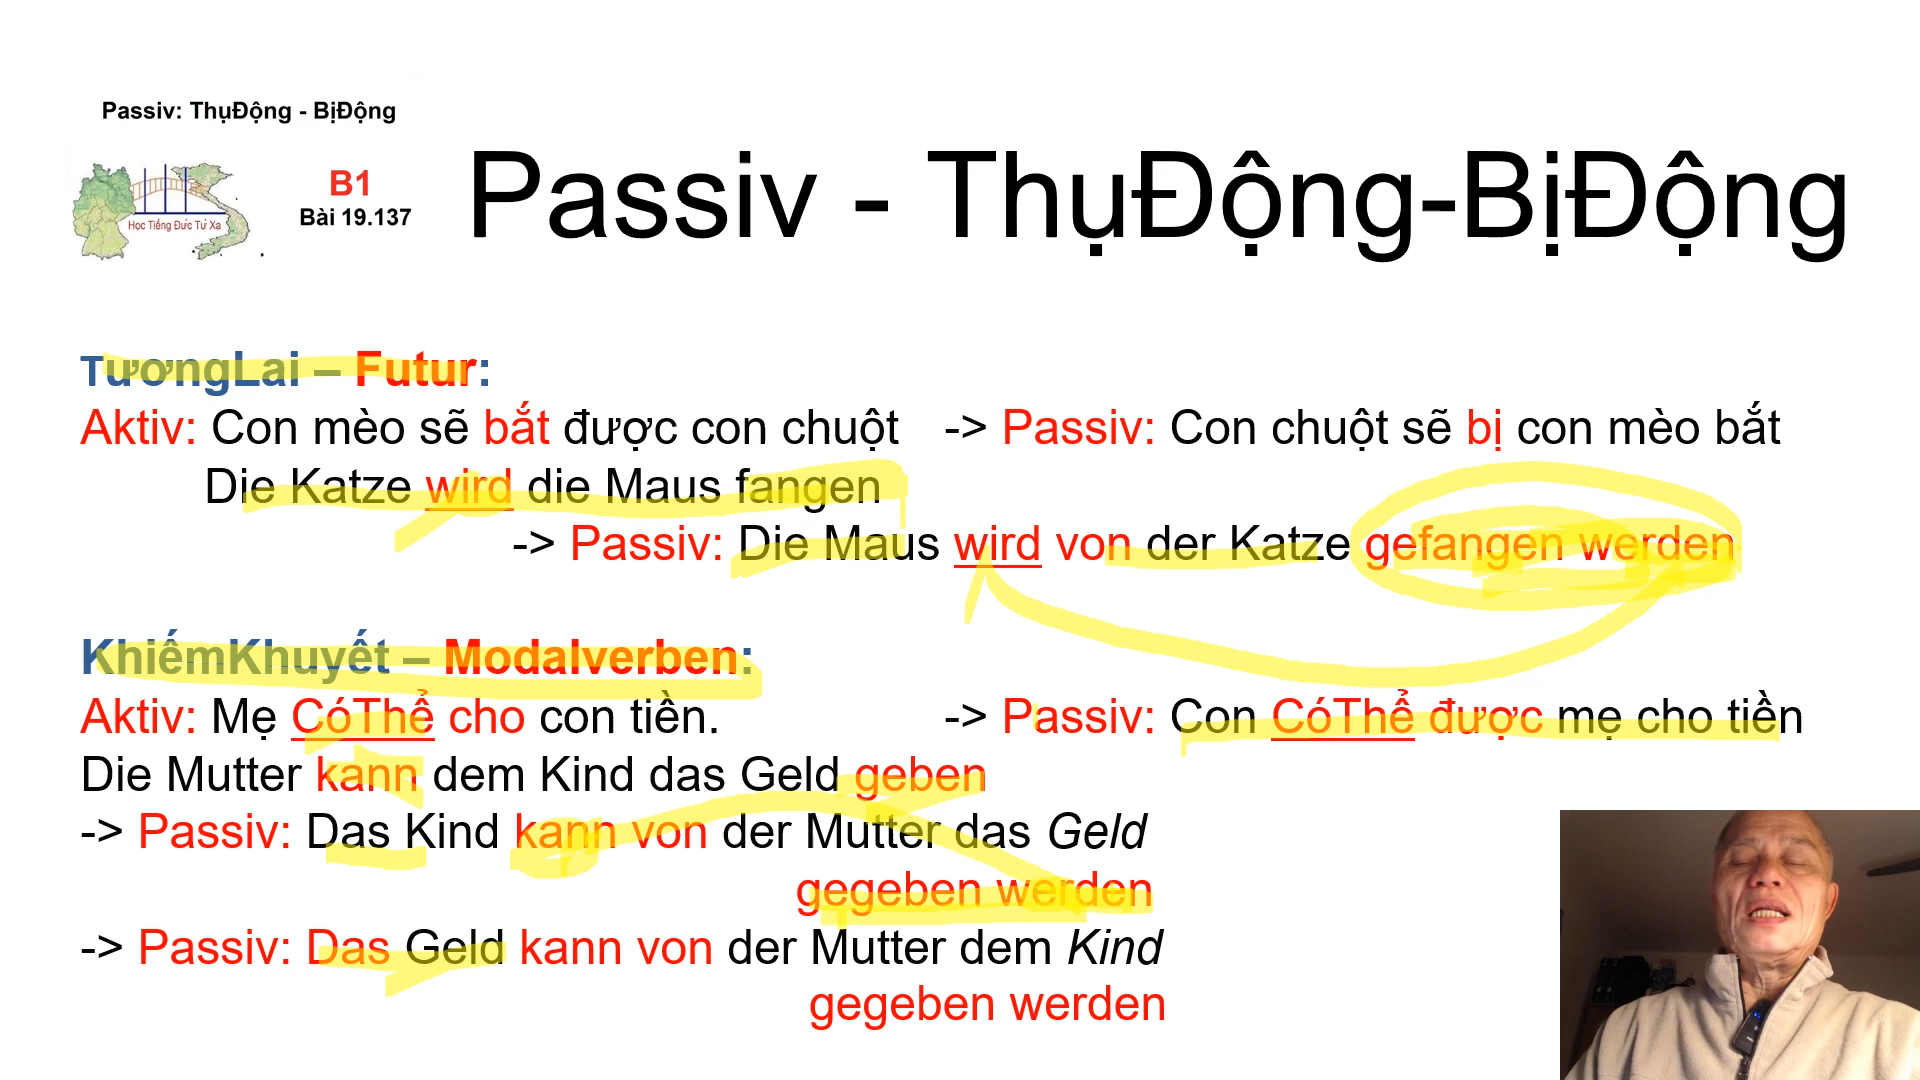 Passiv: ThụĐộng - BịĐộng
Học Tiếng Đức Từ Xa
B1
Bài 19.137
Passiv - ThụĐộng-BịĐộng
TươngLai – Futur:
Aktiv: Con mèo sẽ bắt được con chuột -> Passiv: Con chuột sẽ bị con mèo bắt
Die Katze wird die Maus fangen
-> Passiv: Die Maus wird von der Katze gefangen werden
KhiếmKhuyết – Modalverben:
Aktiv: Mẹ CóThể cho con tiền. -> Passiv: Con CóThể được mẹ cho tiền
Die Mutter kann dem Kind das Geld geben
-> Passiv: Das Kind kann von der Mutter das Geld
gegeben werden
-> Passiv: Das Geld kann von der Mutter dem Kind
gegeben werden